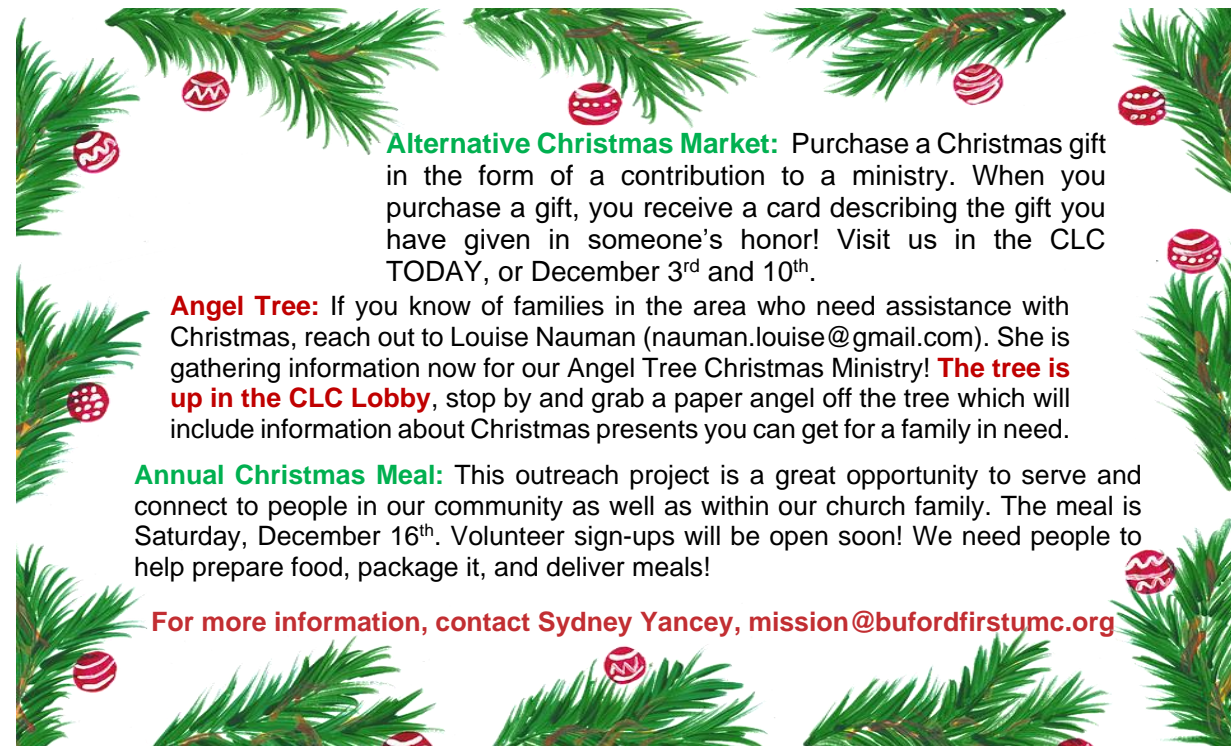 Alternative Christmas Market: Purchase a Christmas gift
in the form of a contribution to a ministry. When you
purchase a gift, you receive a card describing the gift you
have given in someone’s honor! Visit us in the CLC
TODAY, or December 3rd and 10th.
Angel Tree: If you know of families in the area who need assistance with
Christmas, reach out to Louise Nauman (nauman.louise@gmail.com). She is
gathering information now for our Angel Tree Christmas Ministry! The tree is
up in the CLC Lobby, stop by and grab a paper angel off the tree which will
include information about Christmas presents you can get for a family in need.
Annual Christmas Meal: This outreach project is a great opportunity to serve and
connect to people in our community as well as within our church family. The meal is
Saturday, December 16th. Volunteer sign-ups will be open soon! We need people to
help prepare food, package it, and deliver meals!
For more information, contact Sydney Yancey, mission@bufordfirstumc.org